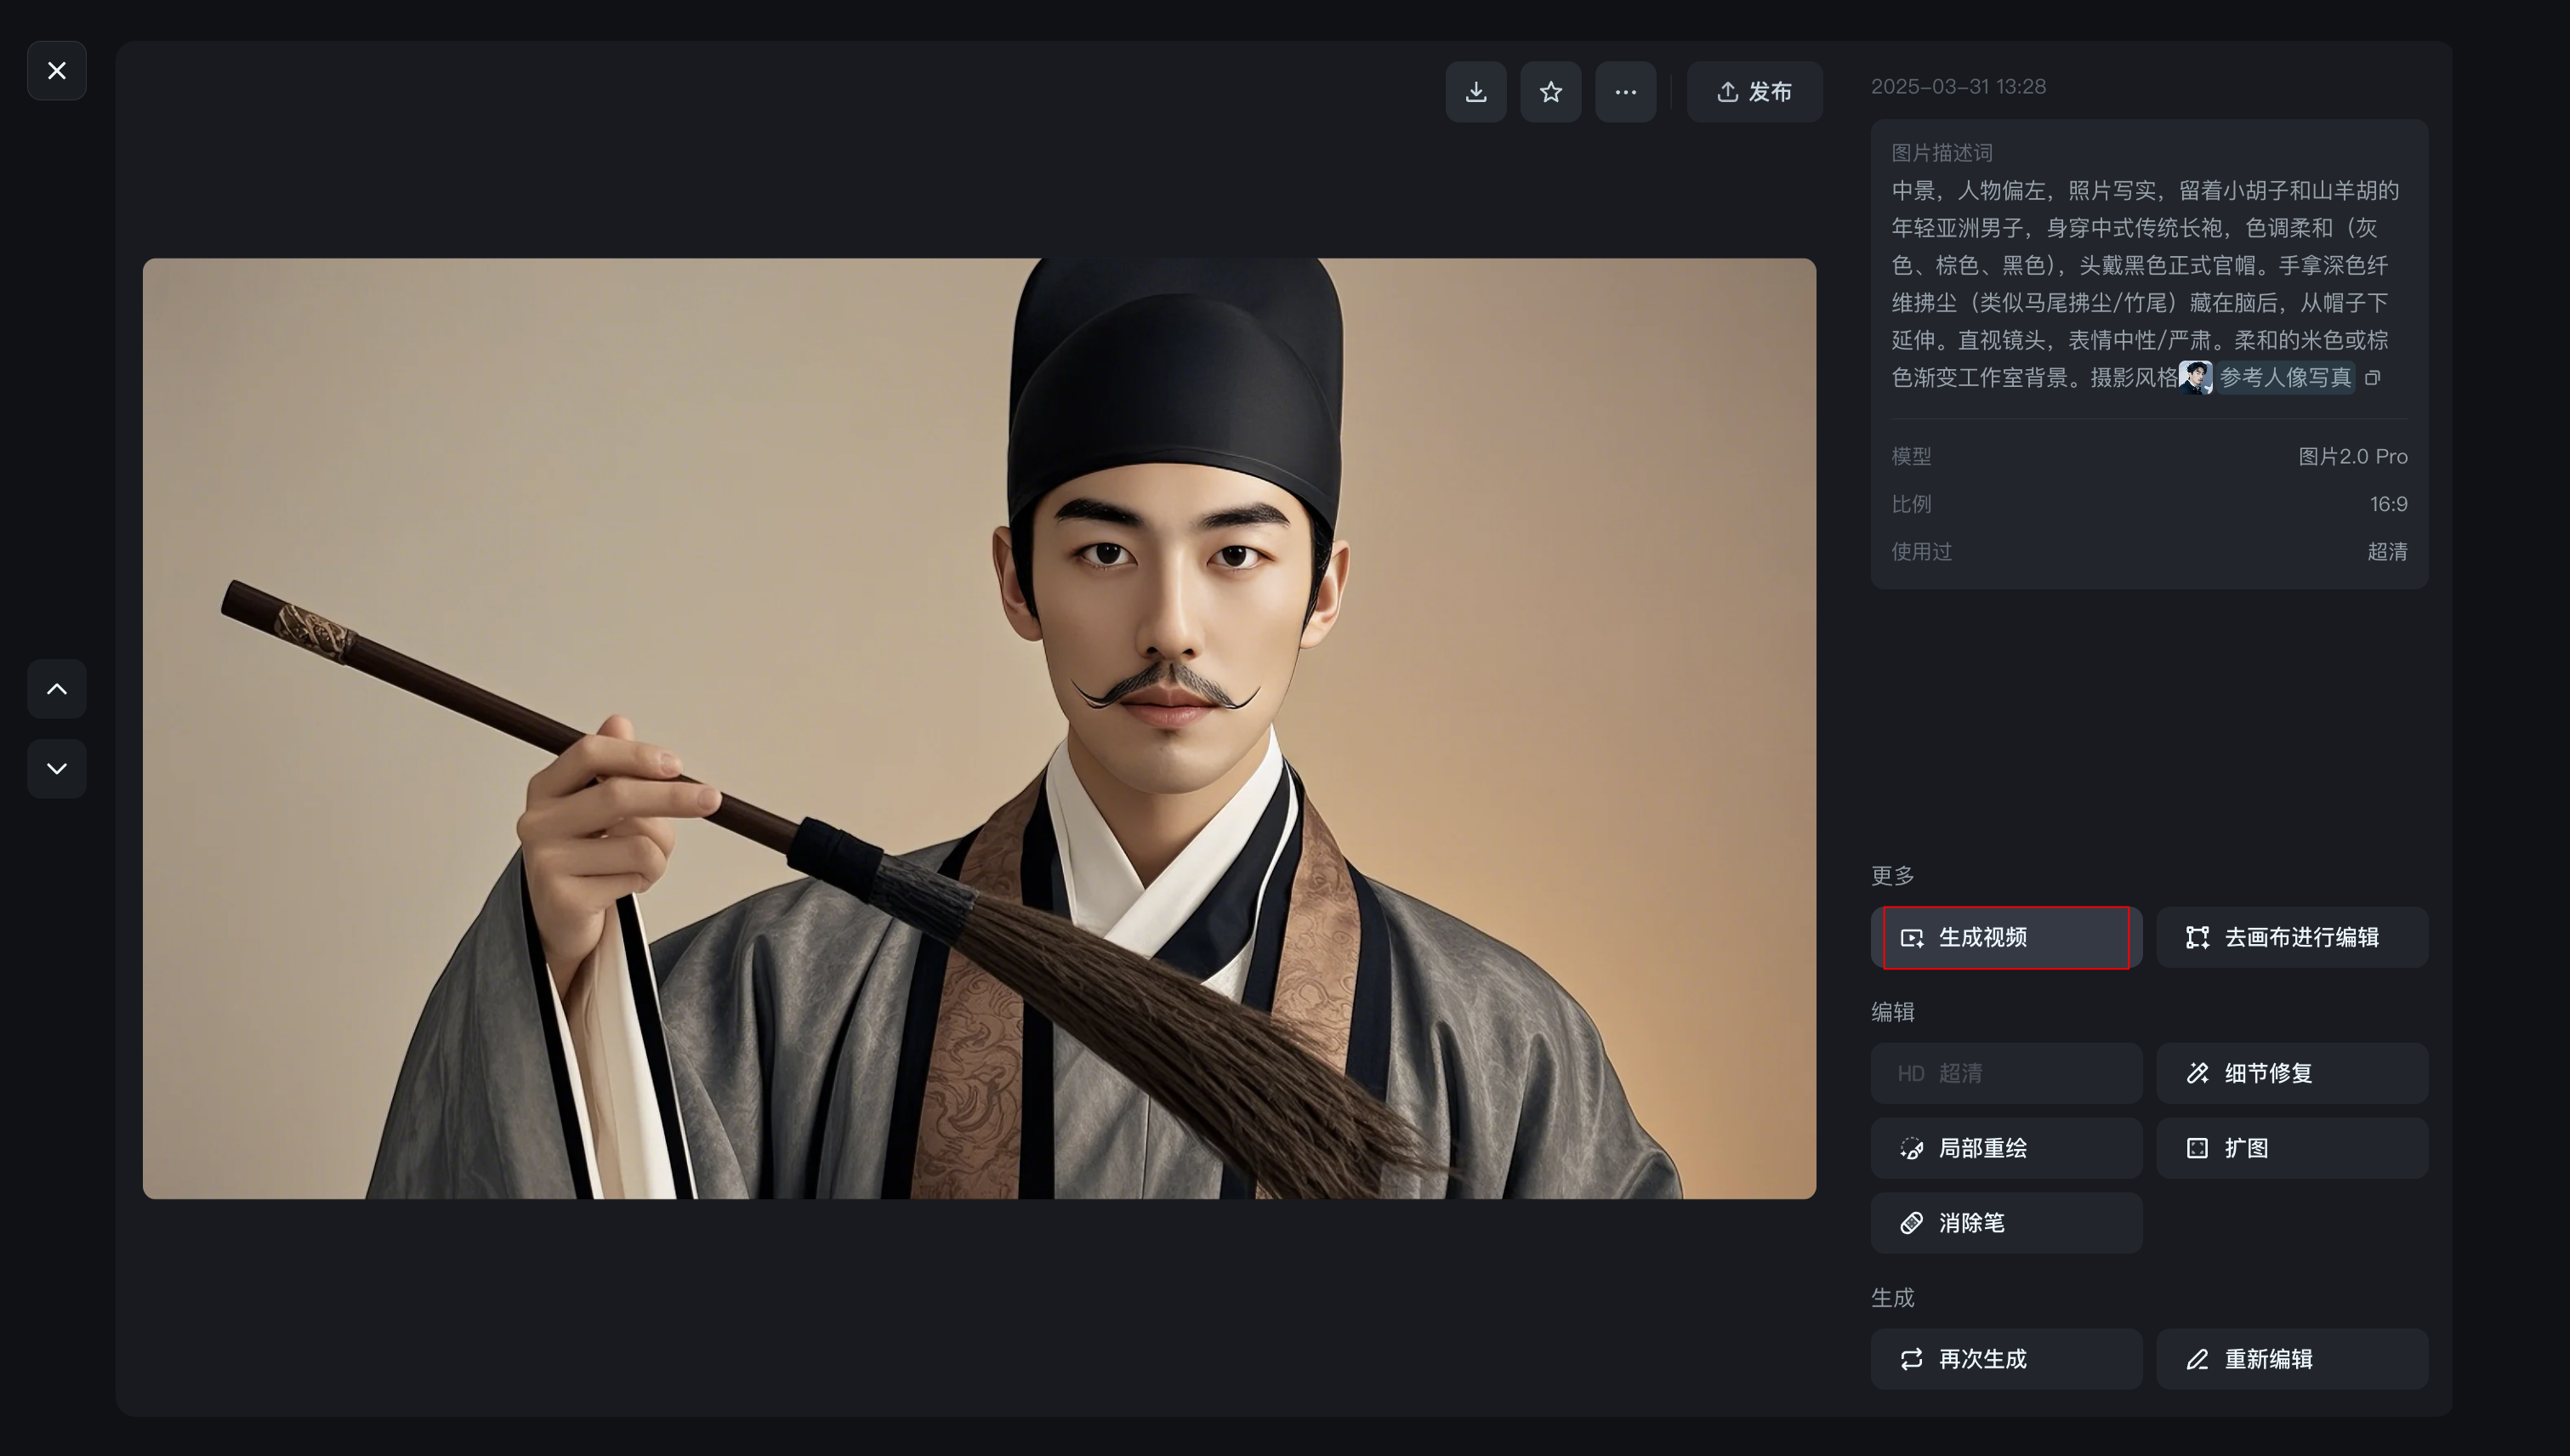 发布
2025-03-31 13:28
图片描述词
中景，人物偏左，照片写实，留着小胡子和山羊胡的
年轻亚洲男子，身穿中式传统长袍，色调柔和（灰
色、棕色、黑色），头戴黑色正式官帽。手拿深色纤
维拂尘（类似马尾拂尘/竹尾）藏在脑后，从帽子下
延伸。直视镜头，表情中性/严肃。柔和的米色或棕
色渐变工作室背景。摄影风格 参考人像写真
模型 图片2.0 Pro
比例 16:9
使用过 超清
更多
生成视频 去画布进行编辑
编辑
HD 超清 细节修复
局部重绘 扩图
消除笔
生成
再次生成 重新编辑